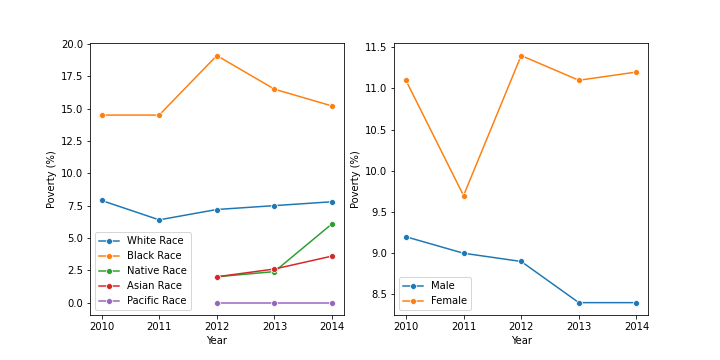 20.0
17.5
15.0
12.5
10.0
7.5
5.0
2.5
0.0
Poverty (%)
White Race
Black Race
Native Race
Asian Race
Pacific Race
2010 2011 2012 2013 2014
Year
11.5
11.0
10.5
10.0
9.5
9.0
8.5
Poverty (%)
Male
Female
2010 2011 2012 2013 2014
Year